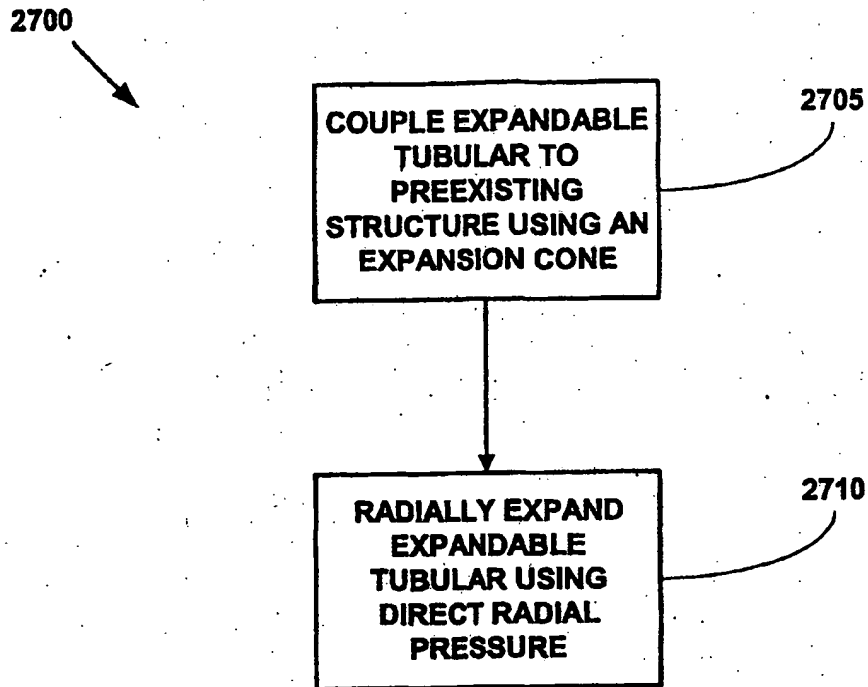 2700
COUPLE EXPANDABLE
TUBULAR TO
PREEXISTING
STRUCTURE USING AN
EXPANSION CONE
2705
RADIALLY EXPAND
EXPANDABLE
TUBULAR USING
DIRECT RADIAL
PRESSURE
2710